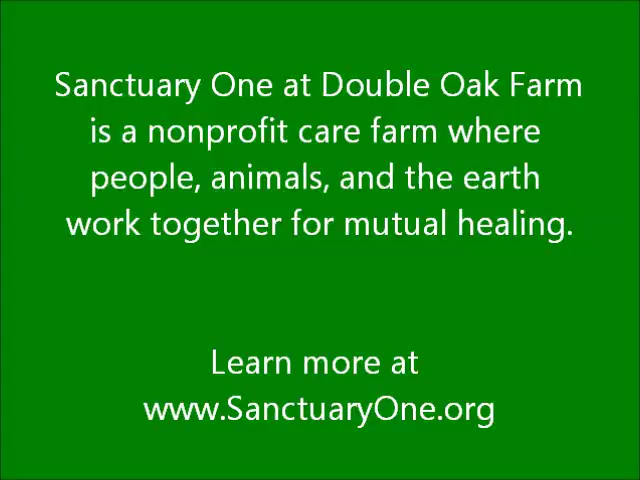 Sanctuary One at Double Oak Farm
is a nonprofit care farm where
people, animals, and the earth
work together for mutual healing.
Learn more at
www.SanctuaryOne.org